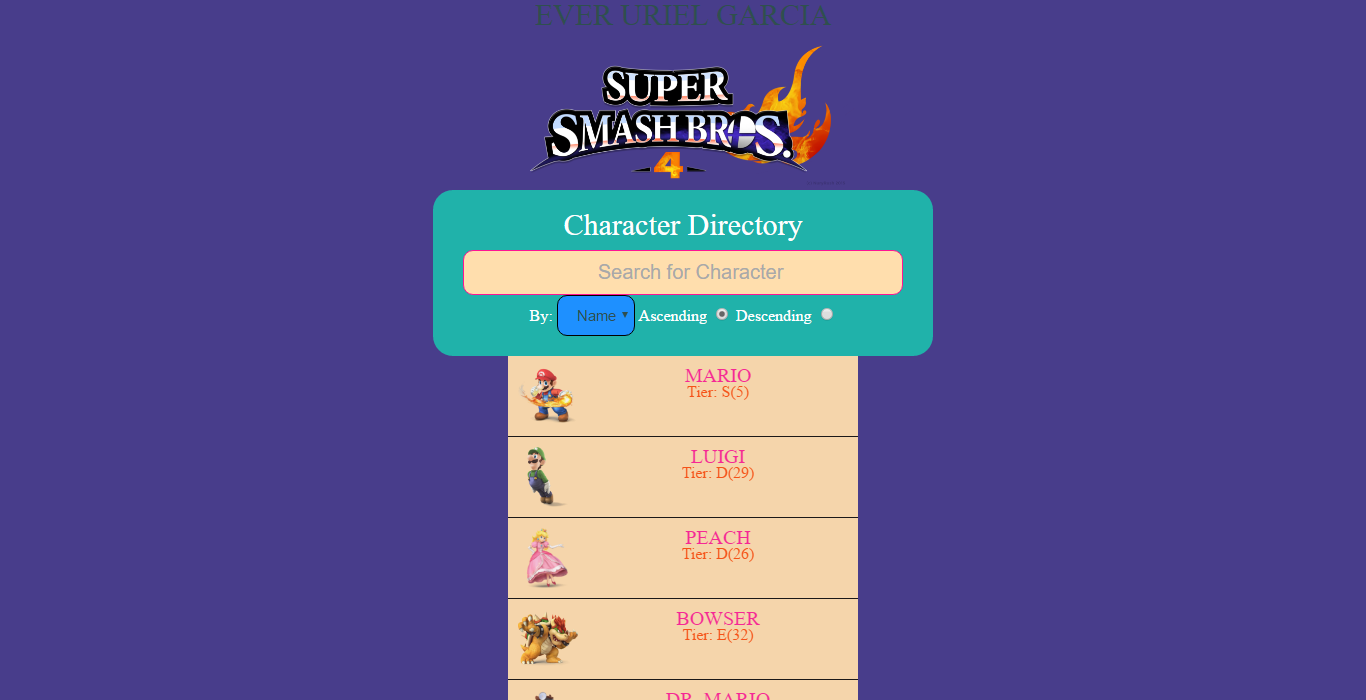 EVER URIEL GARCIA
SUPER
SMASH BROS.
4
Character Directory
Search for Character
By: Name Ascending Descending
MARIO
Tier: S(5)
LUIGI
Tier: D(29)
PEACH
Tier: D(26)
BOWSER
Tier: E(32)
DR. MARIO